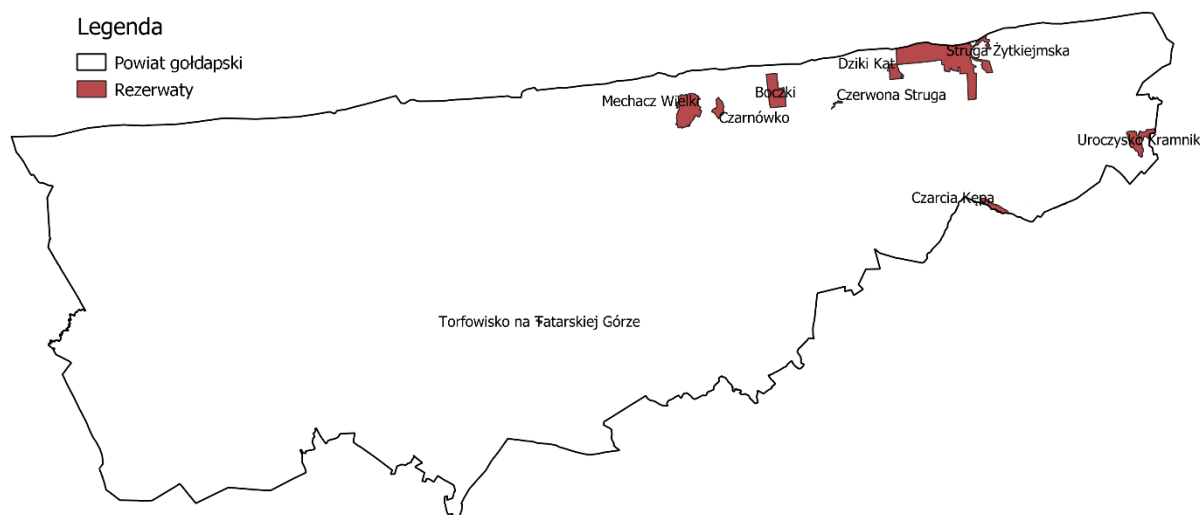 Legenda
Powiat gołdapski
Rezerwaty
Struga Żytkiejmska
Dziki Kąt
Boczki
Czerwona Struga
Mechacz Wielki
Czarnówko
Uroczysko Kramnik
Czarcia Kępa
Torfowisko na Tatarskiej Górze